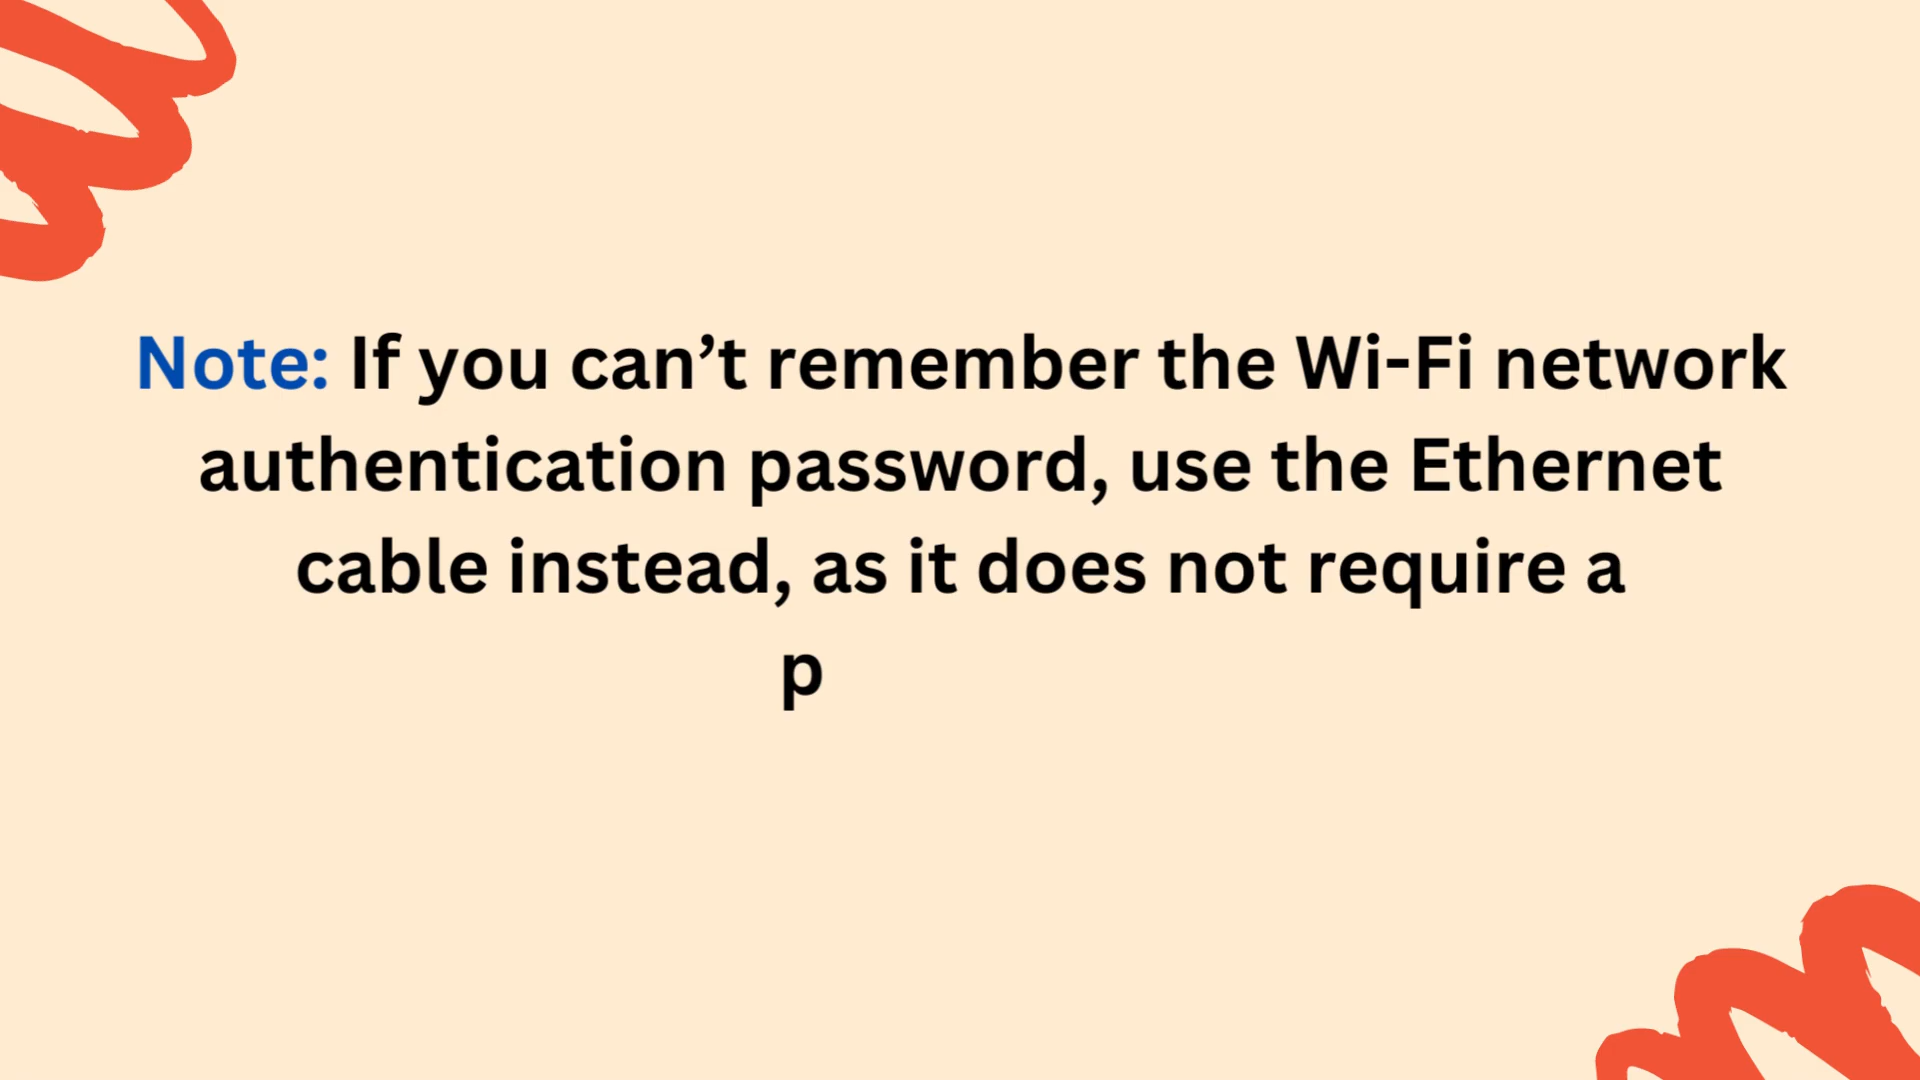 Note: If you can’t remember the Wi-Fi network
authentication password, use the Ethernet
cable instead, as it does not require a
p